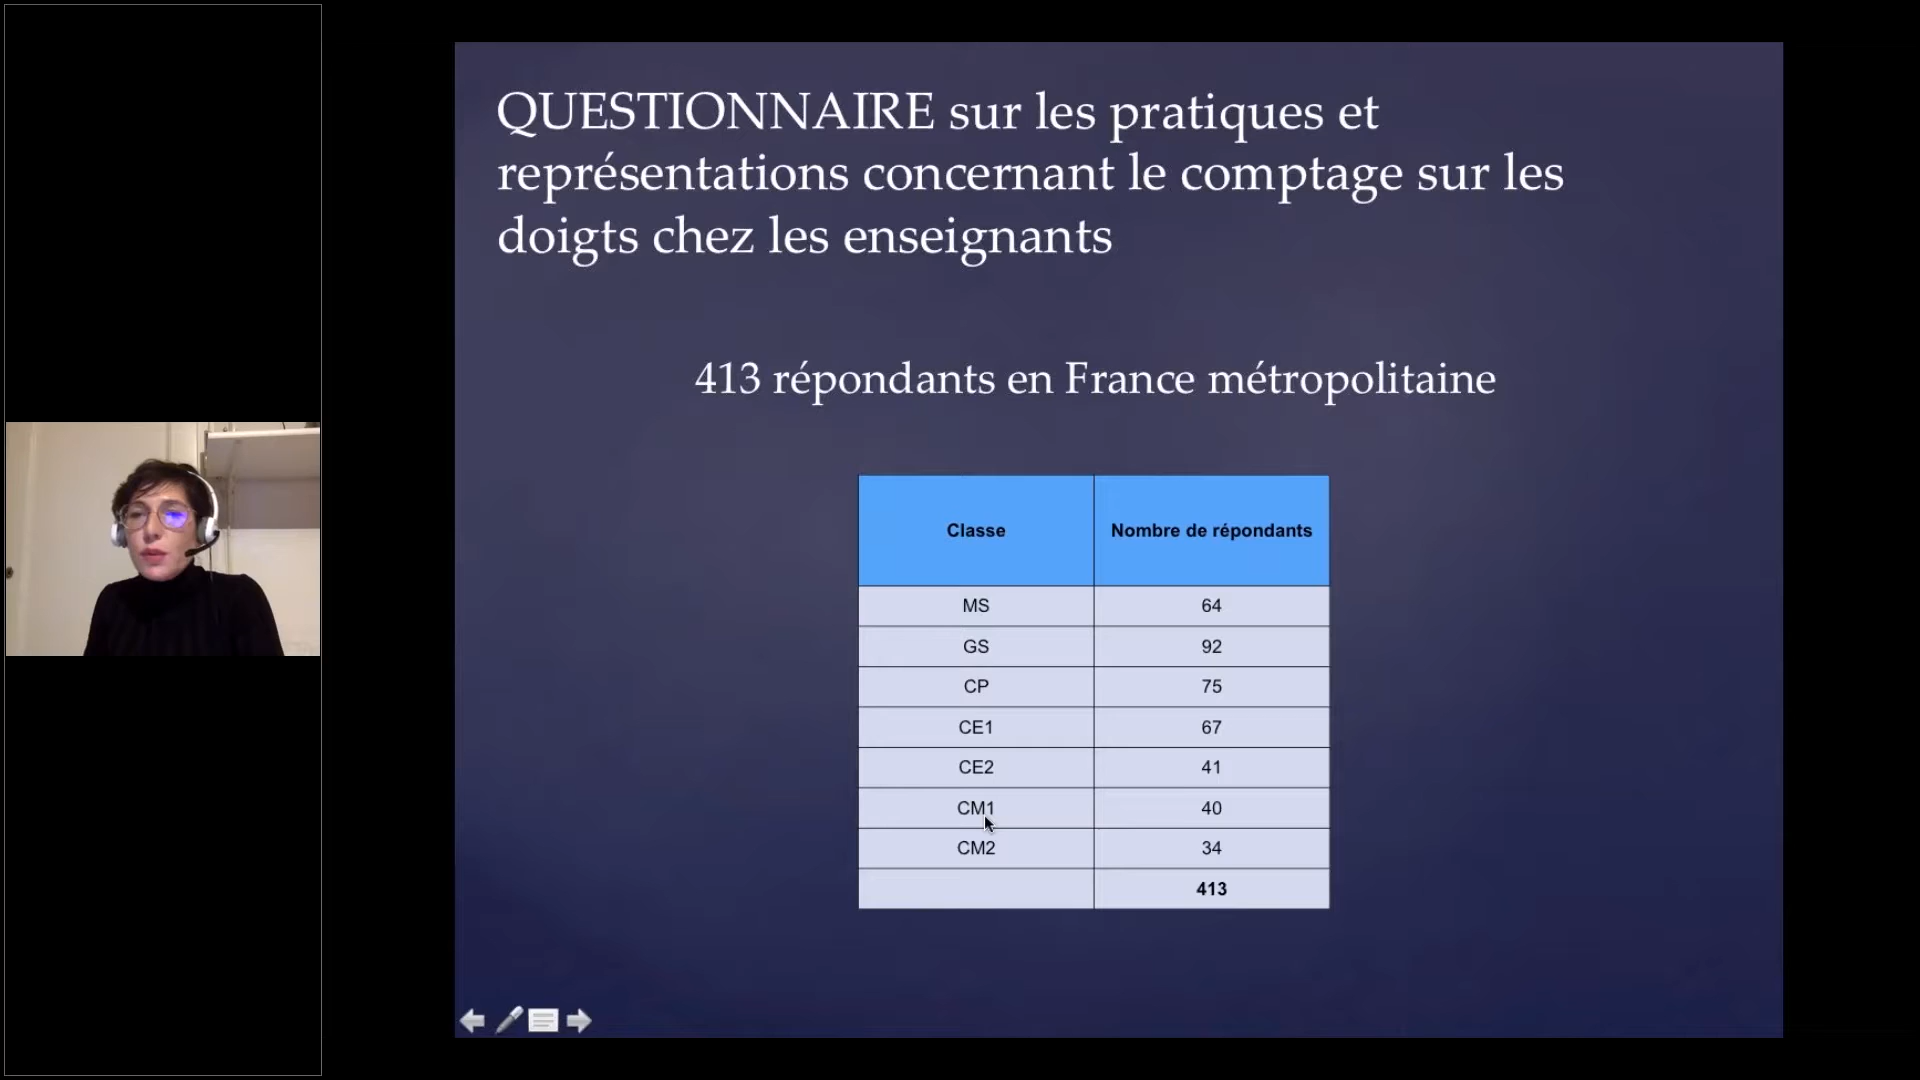 QUESTIONNAIRE sur les pratiques et
représentations concernant le comptage sur les
doigts chez les enseignants
413 répondants en France métropolitaine
Classe Nombre de répondants
MS 64
GS 92
CP 75
CE1 67
CE2 41
CM1 40
CM2 34
413